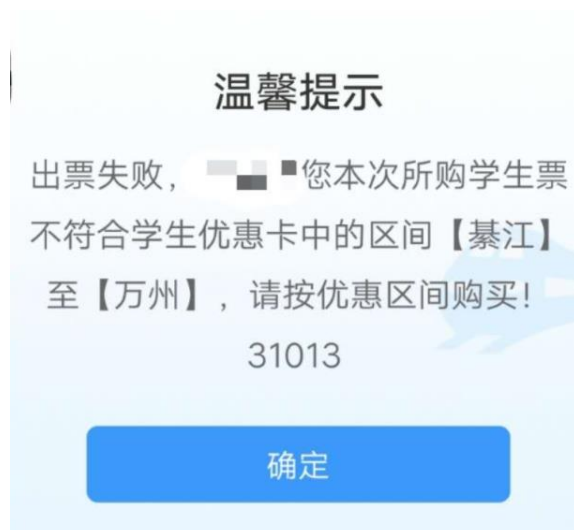 温馨提示
出票失败，您本次所购学生票
不符合学生优惠卡中的区间【綦江】
至【万州】，请按优惠区间购买！
31013
确定